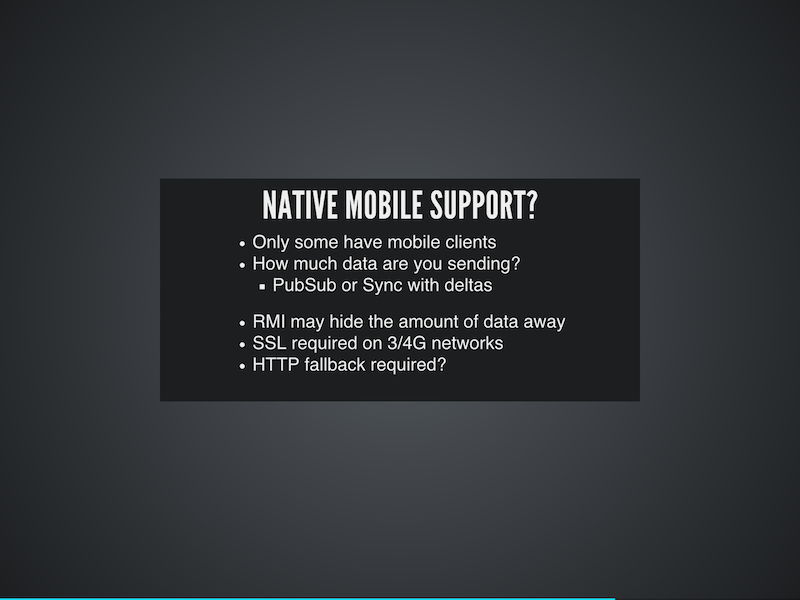 NATIVE MOBILE SUPPORT?
• Only some have mobile clients
• How much data are you sending?
▪ PubSub or Sync with deltas
• RMI may hide the amount of data away
• SSL required on 3/4G networks
• HTTP fallback required?